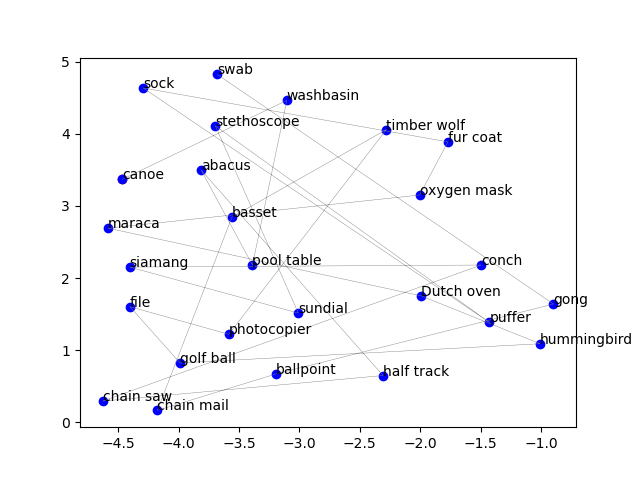 5
swab
sock
washbasin
stethoscope
timber wolf
4
fur coat
abacus
canoe
oxygen mask
3
basset
maraca
siamang
pool table
conch
2
Dutch oven
file
sundial
gong
puffer
photocopier
hummingbird
1
golf ball
ballpoint
half track
chain saw
chain mail
0
−4.5 −4.0 −3.5 −3.0 −2.5 −2.0 −1.5 −1.0